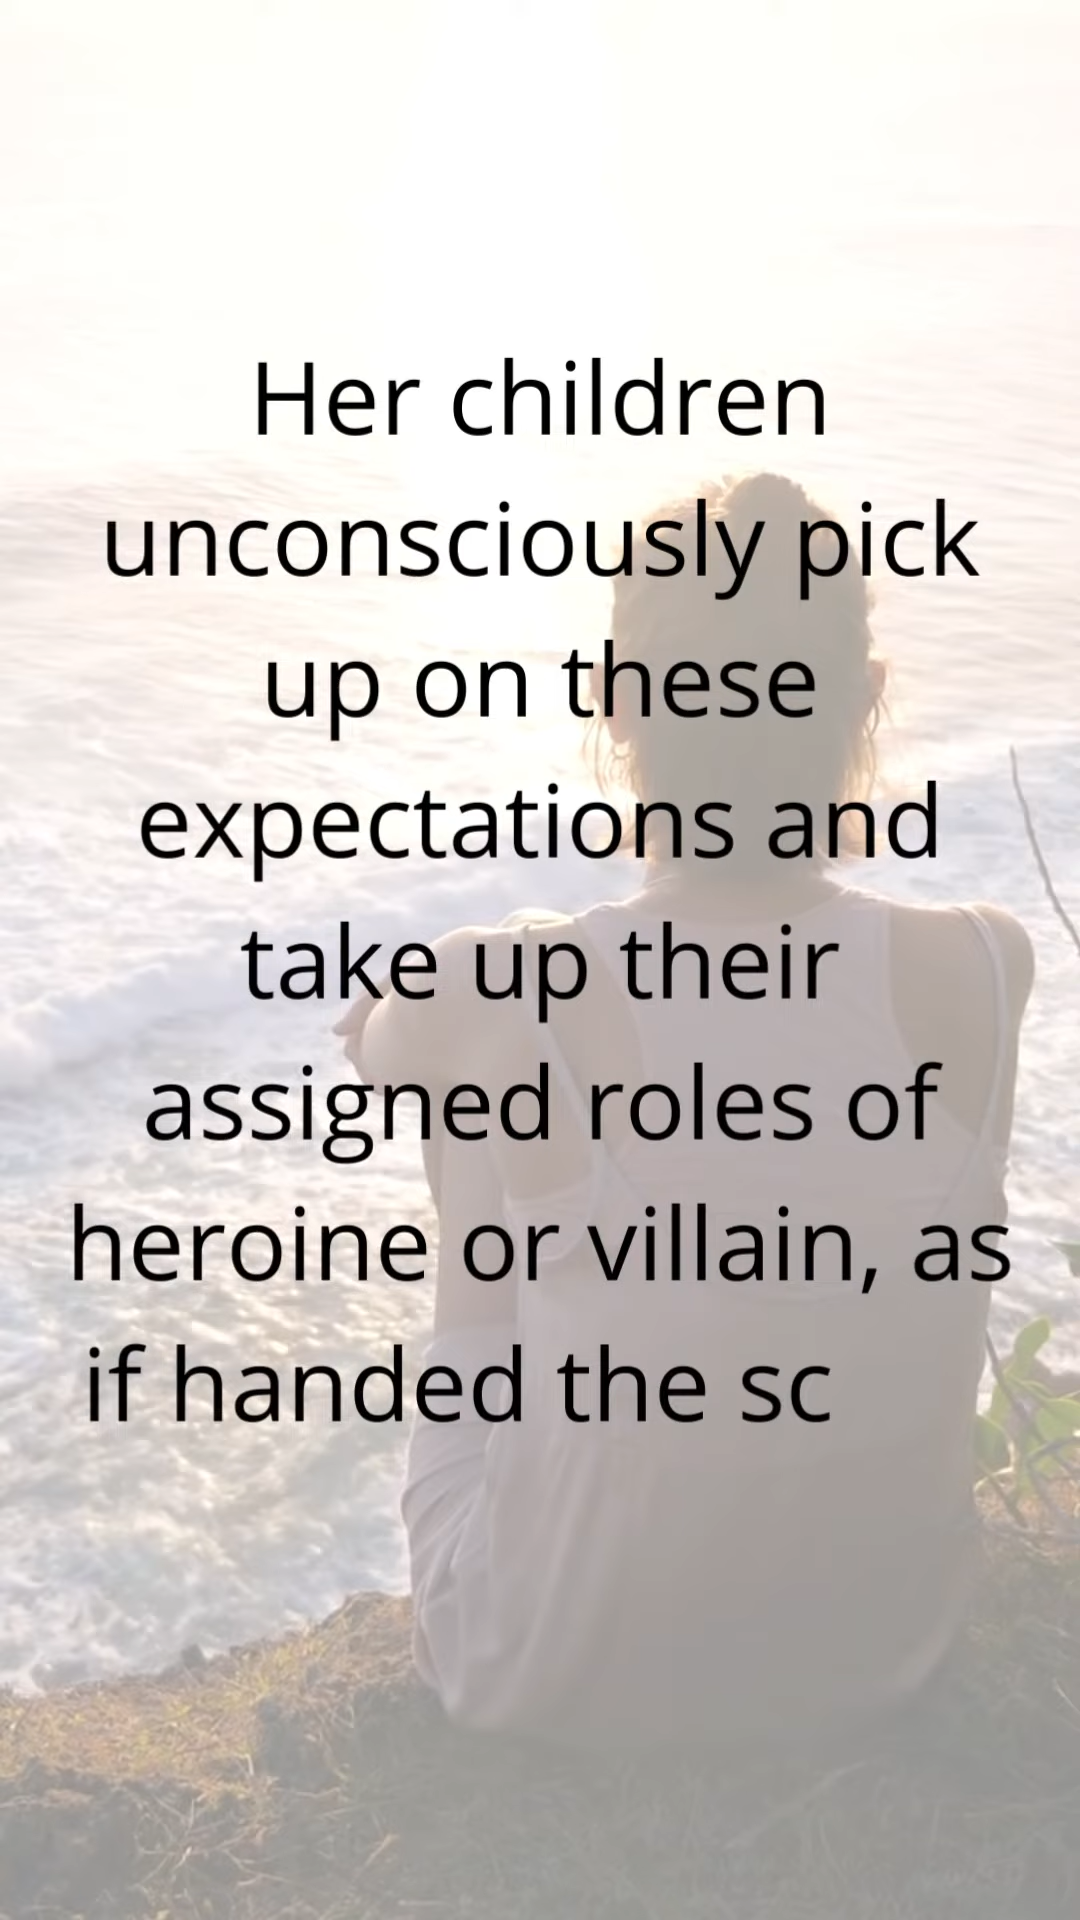 Her children
unconsciously pick
up on these
expectations and
take up their
assigned roles of
heroine or villain, as
if handed the sc